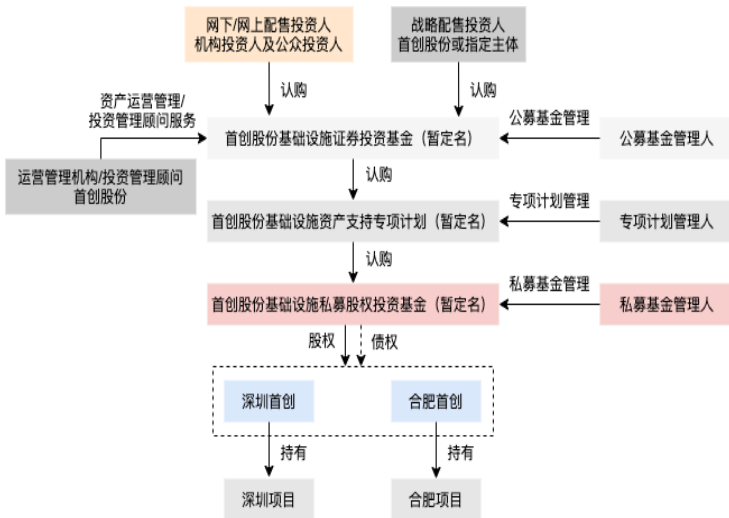 网下/网上配售投资人
机构投资人及公众投资人
战略配售投资人
首创股份或指定主体
认购
认购
资产运营管理/
投资管理顾问服务
公募基金管理
首创股份基础设施证券投资基金（暂定名）
公募基金管理人
运营管理机构/投资管理顾问
首创股份
认购
专项计划管理
首创股份基础设施资产支持专项计划（暂定名）
专项计划管理人
认购
私募基金管理
首创股份基础设施私募股权投资基金（暂定名）
私募基金管理人
股权
债权
深圳首创
合肥首创
持有
持有
深圳项目
合肥项目